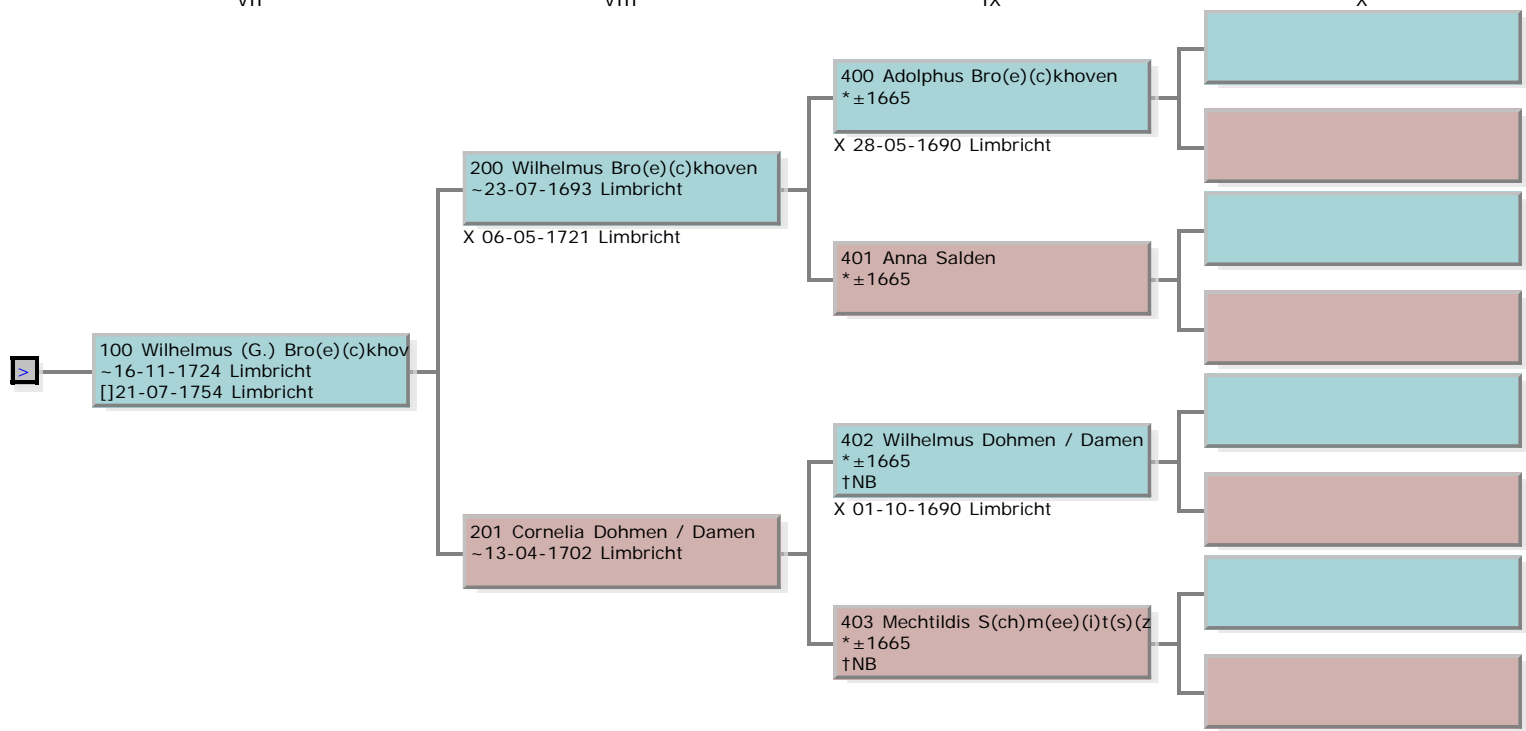 VII
VIII
IX
X
400 Adolphus Bro(e)(c)khoven
*±1665
X 28-05-1690 Limbricht
200 Wilhelmus Bro(e)(c)khoven
~23-07-1693 Limbricht
X 06-05-1721 Limbricht
401 Anna Salden
*±1665
100 Wilhelmus (G.) Bro(e)(c)khov
~16-11-1724 Limbricht
[]21-07-1754 Limbricht
>
402 Wilhelmus Dohmen / Damen
*±1665
†NB
X 01-10-1690 Limbricht
201 Cornelia Dohmen / Damen
~13-04-1702 Limbricht
403 Mechtildis S(ch)m(ee)(i)t(s)(z
*±1665
†NB